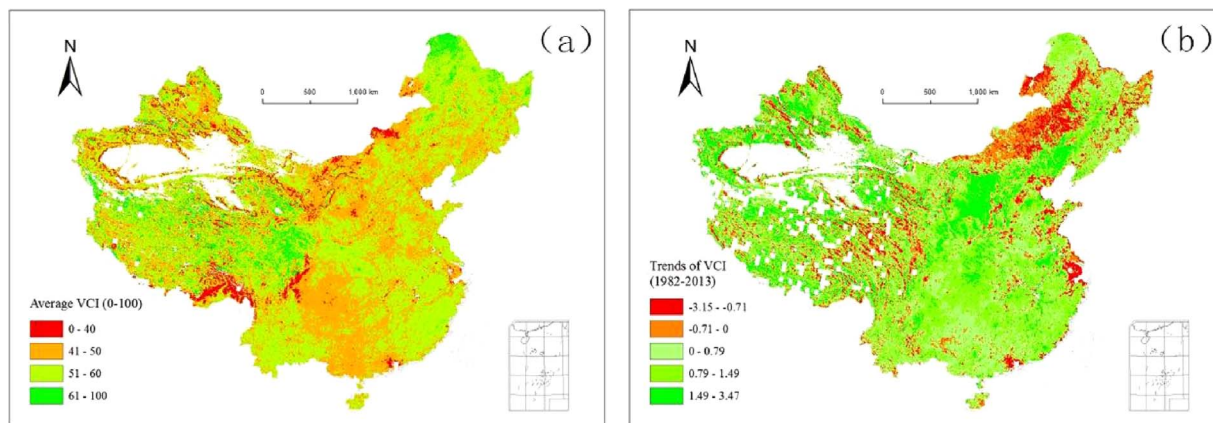 (a)
N
0 500 1,000 km
Average VCI (0-100)
0 - 40
41 - 50
51 - 60
61 - 100
(b)
N
0 500 1,000 km
Trends of VCI
(1982-2013)
-3.15 - -0.71
-0.71 - 0
0 - 0.79
0.79 - 1.49
1.49 - 3.47